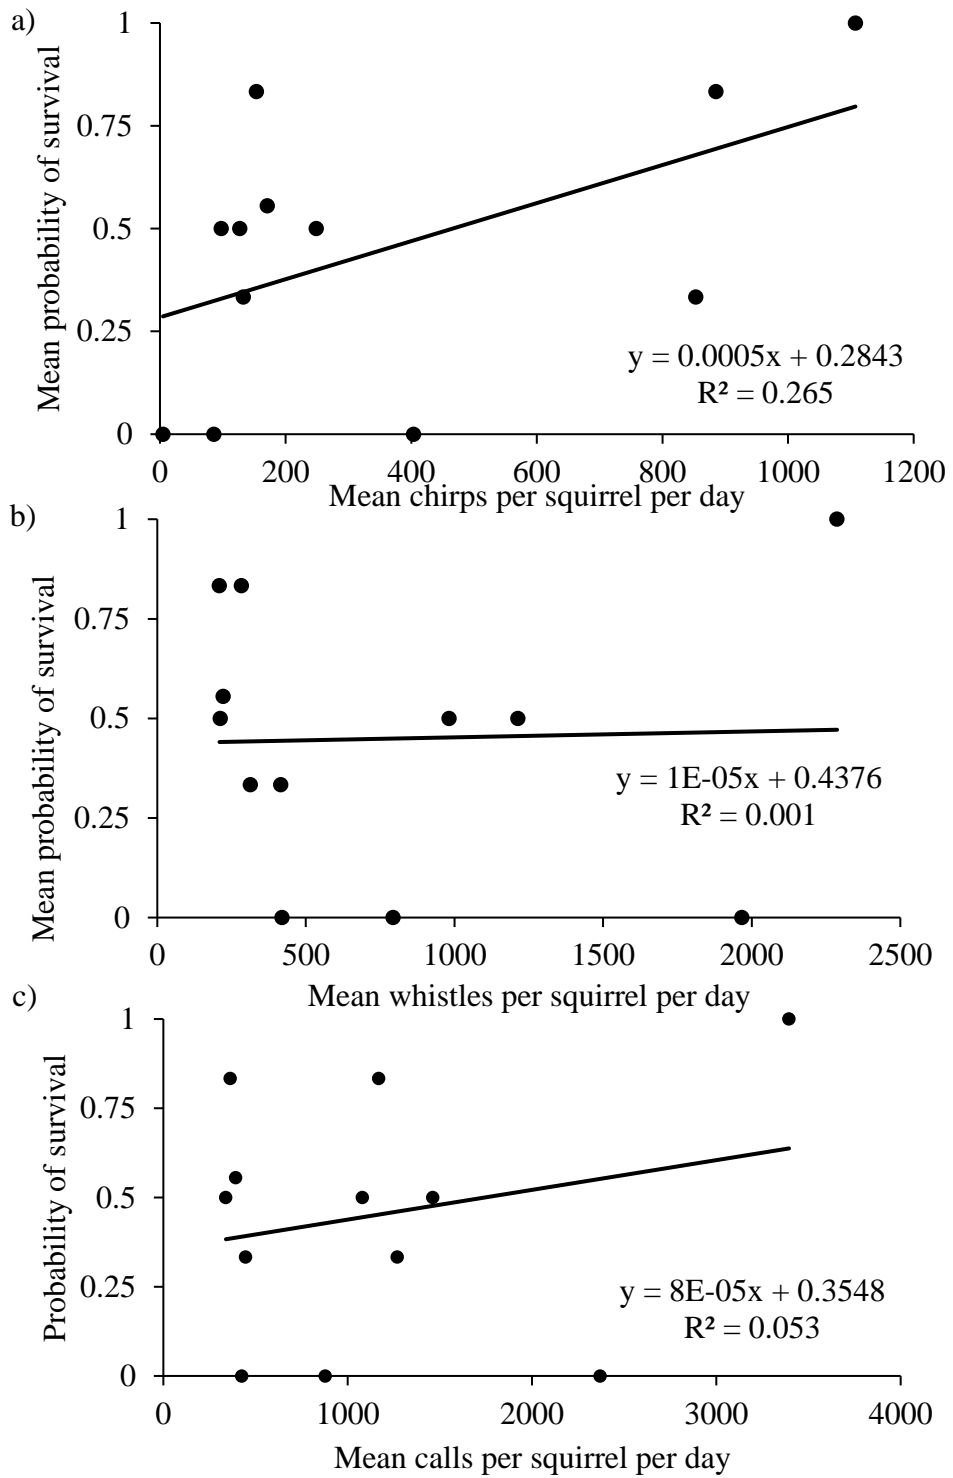 a)
Mean probability of survival
1
0.75
0.5
0.25
0
y = 0.0005x + 0.2843
R² = 0.265
0 200 400 600 800 1000 1200
Mean chirps per squirrel per day
b)
Mean probability of survival
1
0.75
0.5
0.25
0
y = 1E-05x + 0.4376
R² = 0.001
0 500 1000 1500 2000 2500
Mean whistles per squirrel per day
c)
Probability of survival
1
0.75
0.5
0.25
0
y = 8E-05x + 0.3548
R² = 0.053
0 1000 2000 3000 4000
Mean calls per squirrel per day